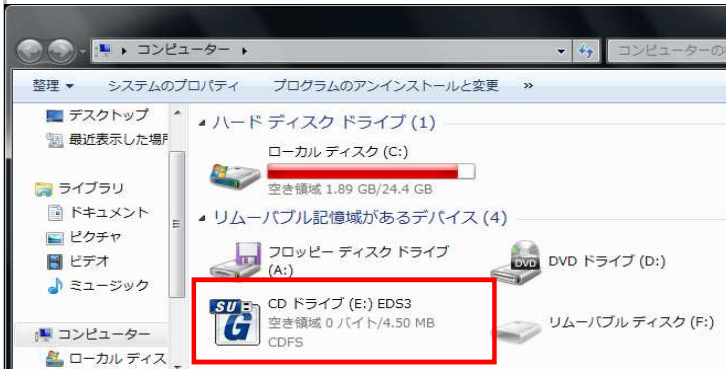 コンピューター
コンピューターの
整理 システムのプロパティ プログラムのアンインストールと変更 »
デスクトップ
最近表示した場所
ライブラリ
ドキュメント
ピクチャ
ビデオ
ミュージック
コンピューター
ローカル ディス
ハード ディスク ドライブ (1)
ローカル ディスク (C:)
空き領域 1.89 GB/24.4 GB
リムーバブル記憶域があるデバイス (4)
フロッピー ディスク ドライブ
(A:)
DVD
DVD ドライブ (D:)
SUB
G
CD ドライブ (E:) EDS3
空き領域 0 バイト/4.50 MB
CDFS
リムーバブル ディスク (F:)